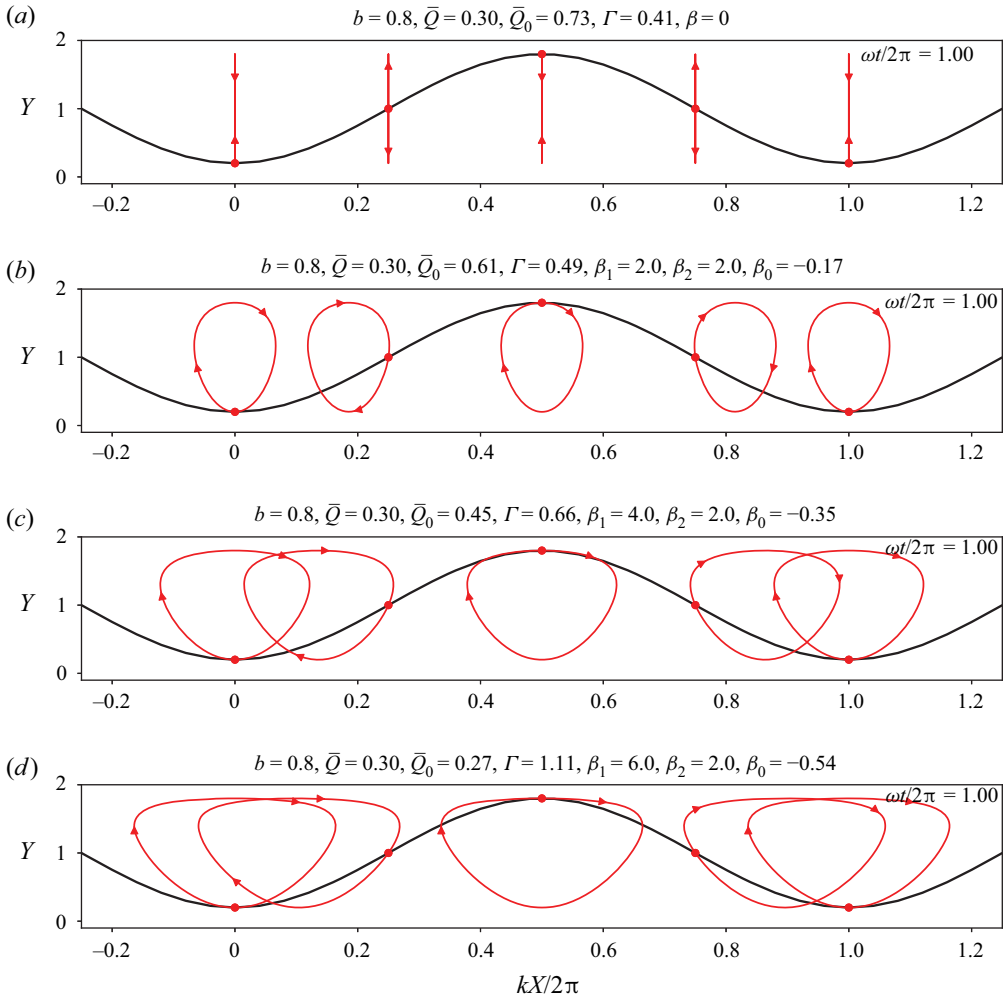 (a)
b = 0.8, Q̄ = 0.30, Q̄₀ = 0.73, Γ = 0.41, β = 0
ωt/2π = 1.00
2
Y 1
0
−0.2 0 0.2 0.4 0.6 0.8 1.0 1.2
(b)
b = 0.8, Q̄ = 0.30, Q̄₀ = 0.61, Γ = 0.49, β₁ = 2.0, β₂ = 2.0, β₀ = −0.17
ωt/2π = 1.00
2
Y 1
0
−0.2 0 0.2 0.4 0.6 0.8 1.0 1.2
(c)
b = 0.8, Q̄ = 0.30, Q̄₀ = 0.45, Γ = 0.66, β₁ = 4.0, β₂ = 2.0, β₀ = −0.35
ωt/2π = 1.00
2
Y 1
0
−0.2 0 0.2 0.4 0.6 0.8 1.0 1.2
(d)
b = 0.8, Q̄ = 0.30, Q̄₀ = 0.27, Γ = 1.11, β₁ = 6.0, β₂ = 2.0, β₀ = −0.54
ωt/2π = 1.00
2
Y 1
0
−0.2 0 0.2 0.4 0.6 0.8 1.0 1.2
kX/2π